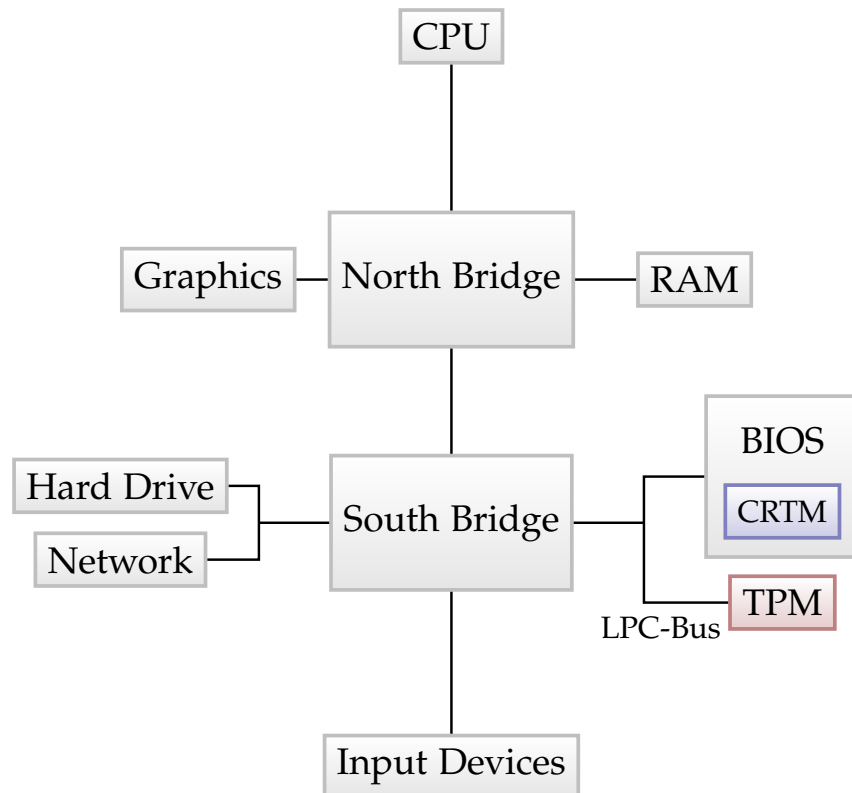 CPU
Graphics
North Bridge
RAM
Hard Drive
Network
South Bridge
BIOS
CRTM
TPM
LPC-Bus
Input Devices